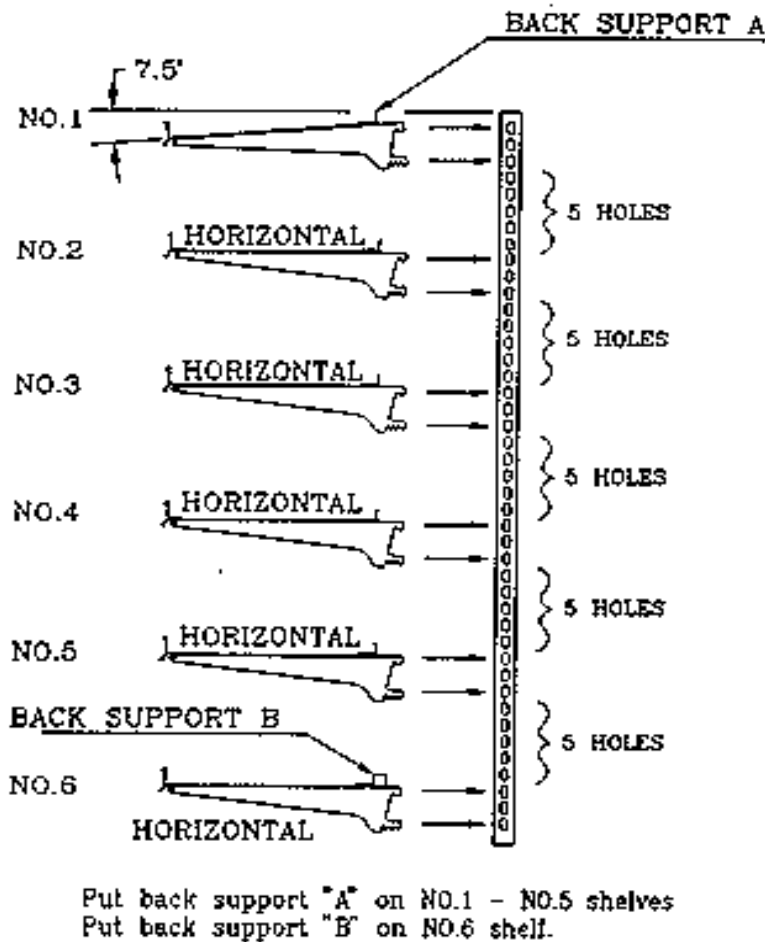 BACK SUPPORT A
7.5'
NO.1
5 HOLES
HORIZONTAL
NO.2
5 HOLES
HORIZONTAL
NO.3
5 HOLES
HORIZONTAL
NO.4
5 HOLES
HORIZONTAL
NO.5
BACK SUPPORT B
5 HOLES
NO.6
HORIZONTAL
Put back support "A" on NO.1 - NO.5 shelves
Put back support "B" on NO.6 shelf.